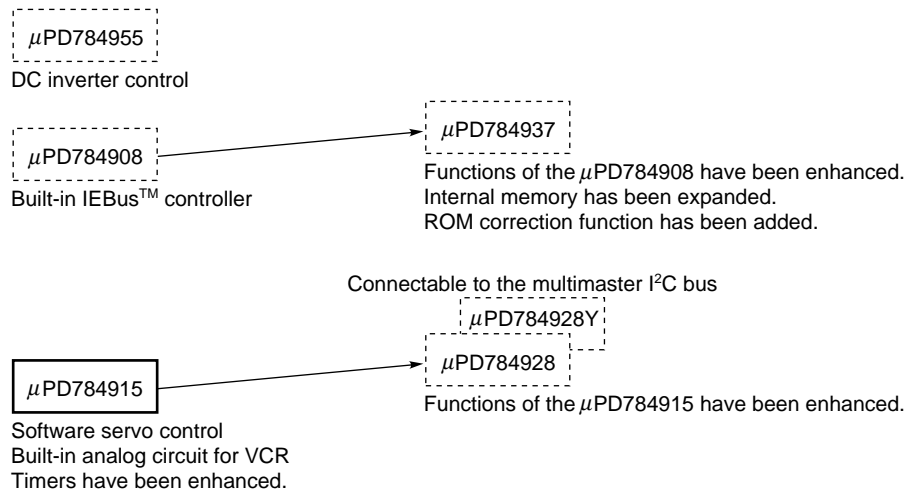 μPD784955
DC inverter control
μPD784908
Built-in IEBus™ controller
μPD784937
Functions of the μPD784908 have been enhanced.
Internal memory has been expanded.
ROM correction function has been added.
Connectable to the multimaster I²C bus
μPD784928Y
μPD784928
Functions of the μPD784915 have been enhanced.
μPD784915
Software servo control
Built-in analog circuit for VCR
Timers have been enhanced.